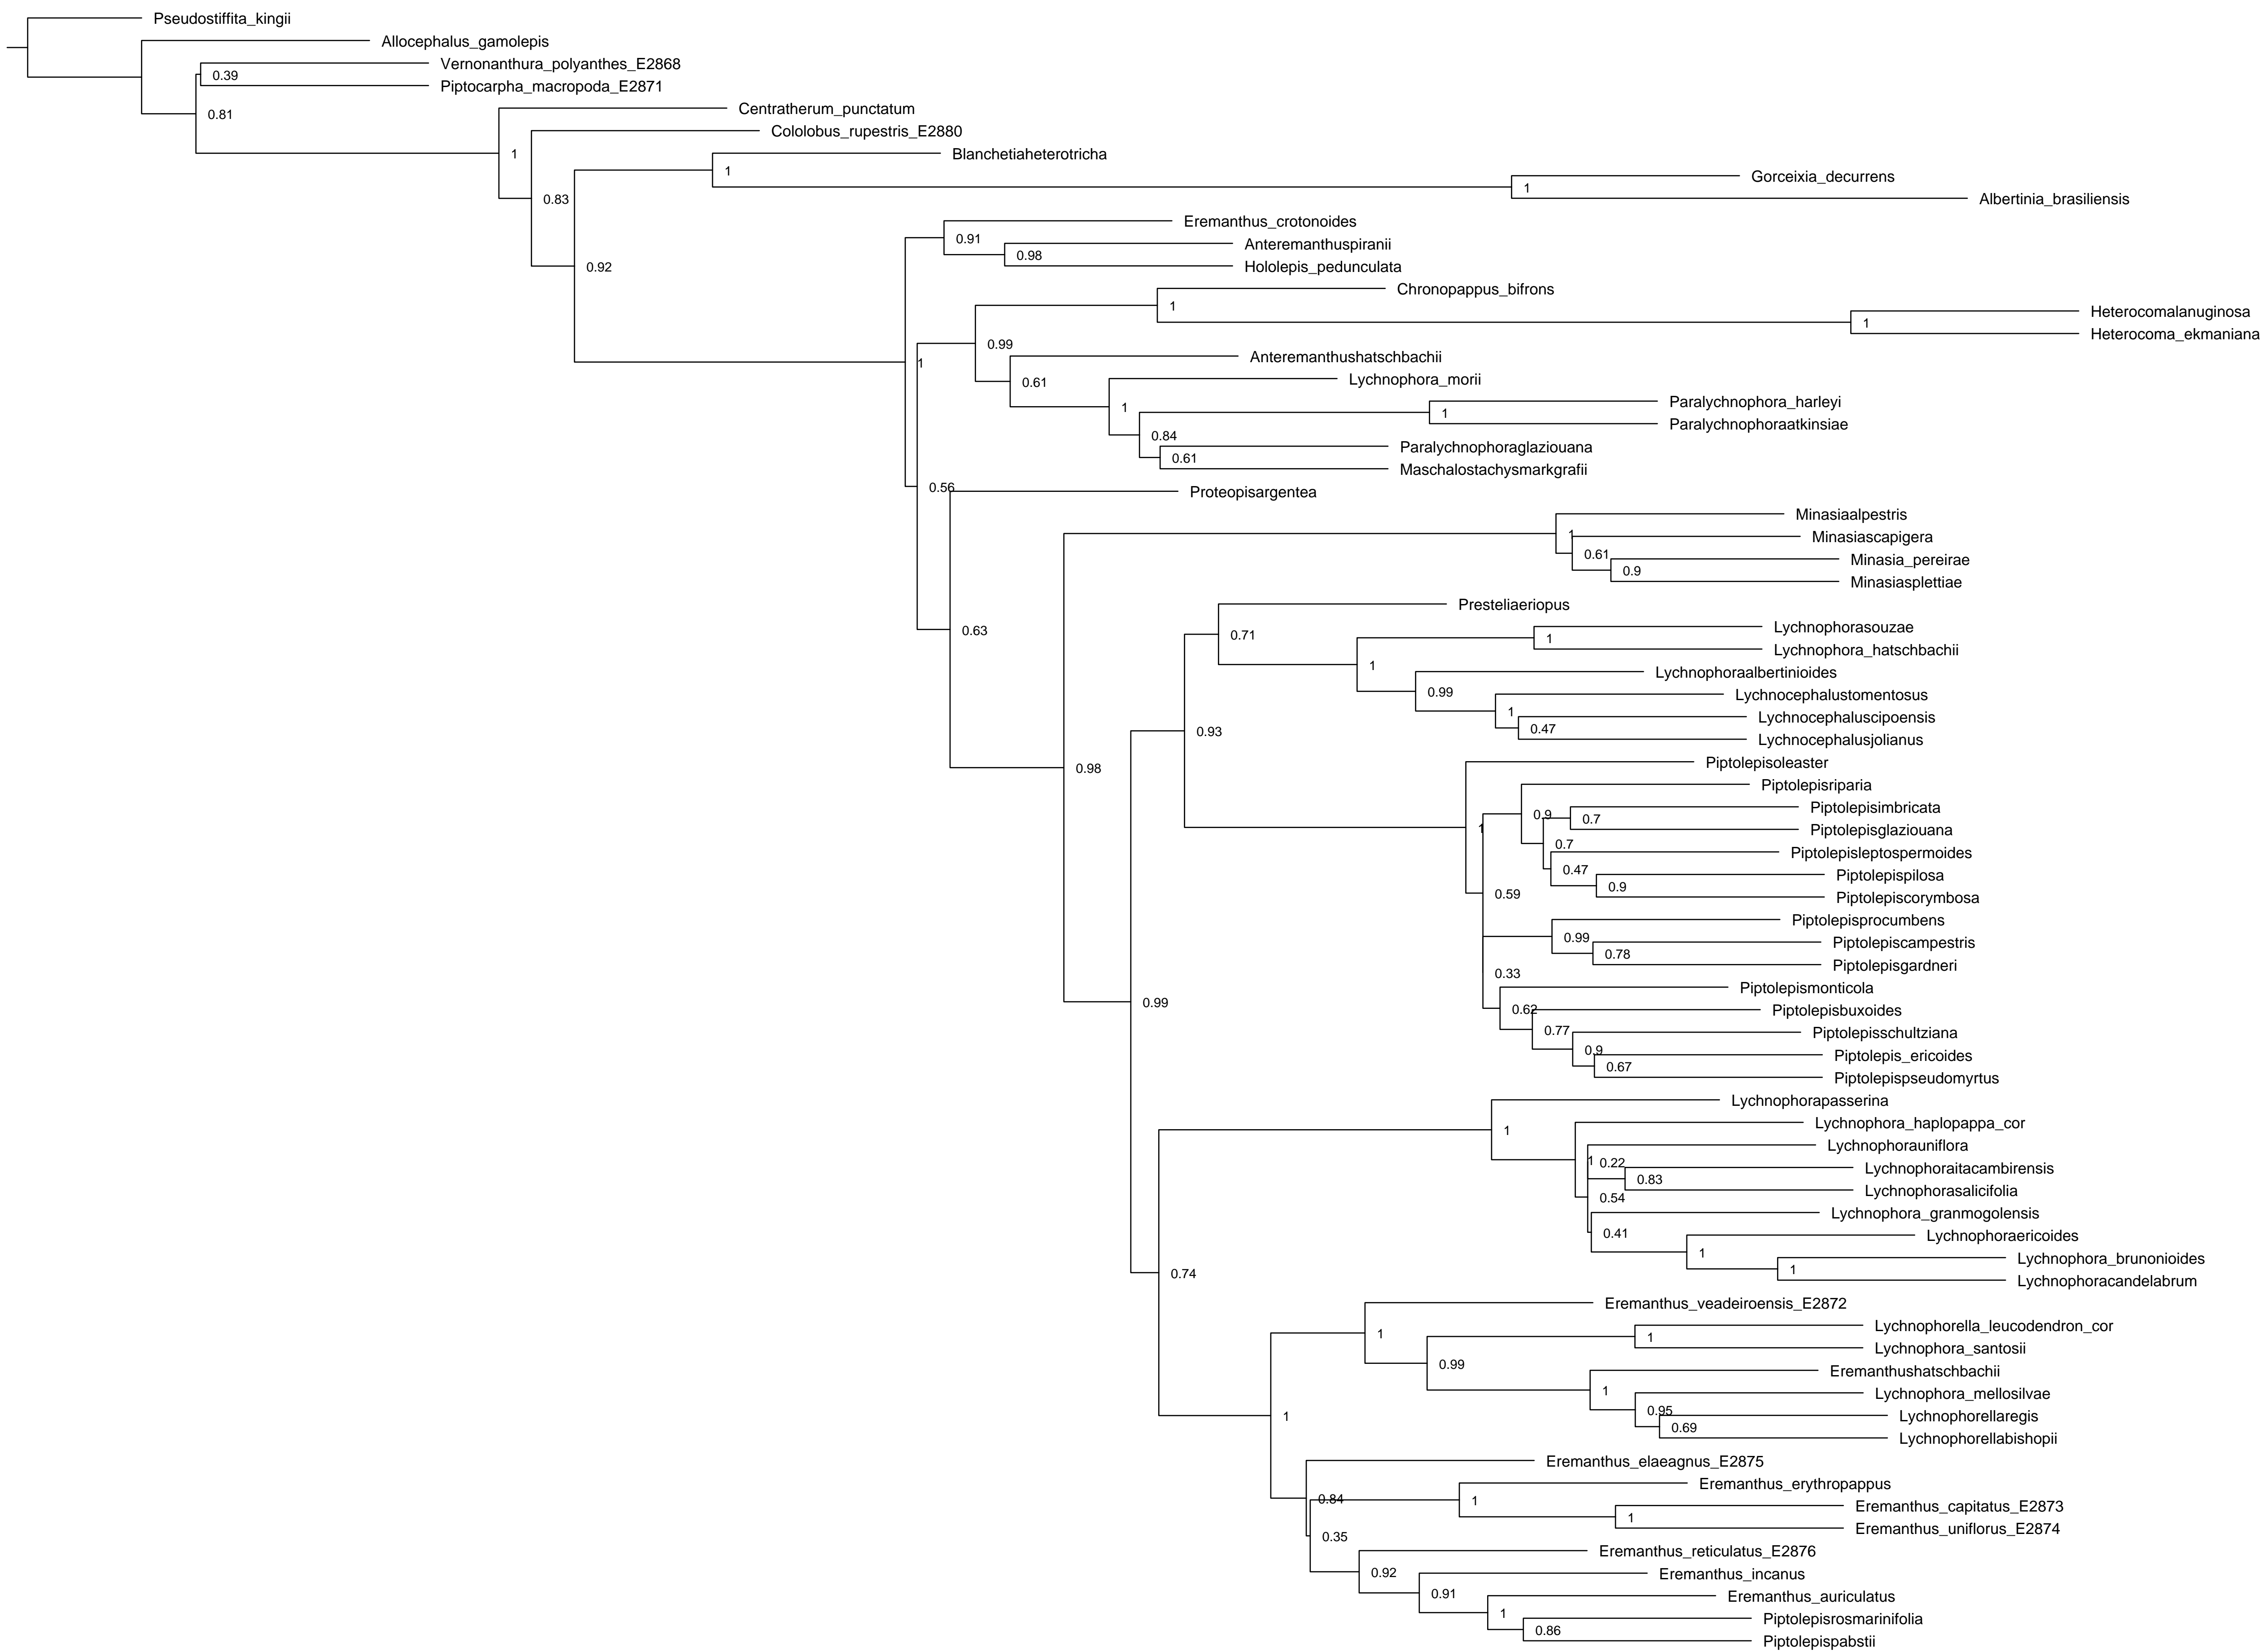 Pseudostiffita_kingii
Allocephalus_gamolepis
Vernonanthura_polyanthes_E2868
0.39
Piptocarpha_macropoda_E2871
0.81
Centratherum_punctatum
Cololobus_rupestris_E2880
1
Blanchetiaheterotricha
1
Gorceixia_decurrens
1
0.83
Albertinia_brasiliensis
Eremanthus_crotonoides
0.91
Anteremanthuspiranii
0.98
0.92
Hololepis_pedunculata
Chronopappus_bifrons
1
Heterocomalanuginosa
1
Heterocoma_ekmaniana
0.99
Anteremanthushatschbachii
1
0.61
Lychnophora_morii
Paralychnophora_harleyi
1
1
Paralychnophoraatkinsiae
0.84
Paralychnophoraglaziouana
0.61
Maschalostachysmarkgrafii
0.56
Proteopisargentea
Minasiaalpestris
1
Minasiascapigera
0.61
Minasia_pereirae
0.9
Minasiasplettiae
Presteliaeriopus
0.63
0.71
Lychnophorasouzae
1
Lychnophora_hatschbachii
1
Lychnophoraalbertinioides
0.99
Lychnocephalustomentosus
1
Lychnocephaluscipoensis
0.47
0.93
Lychnocephalusjolianus
Piptolepisoleaster
0.98
Piptolepisriparia
Piptolepisimbricata
0.9
0.7
1
Piptolepisglaziouana
0.7
Piptolepisleptospermoides
0.47
Piptolepispilosa
0.9
0.59
Piptolepiscorymbosa
Piptolepisprocumbens
0.99
Piptolepiscampestris
0.78
Piptolepisgardneri
0.33
Piptolepismonticola
0.99
0.62
Piptolepisbuxoides
0.77
Piptolepisschultziana
0.9
Piptolepis_ericoides
0.67
Piptolepispseudomyrtus
Lychnophorapasserina
1
Lychnophora_haplopappa_cor
Lychnophorauniflora
1
0.22
Lychnophoraitacambirensis
0.83
Lychnophorasalicifolia
0.54
Lychnophora_granmogolensis
0.41
Lychnophoraericoides
1
Lychnophora_brunonioides
1
0.74
Lychnophoracandelabrum
Eremanthus_veadeiroensis_E2872
1
Lychnophorella_leucodendron_cor
1
Lychnophora_santosii
0.99
Eremanthushatschbachii
1
Lychnophora_mellosilvae
0.95
1
Lychnophorellaregis
0.69
Lychnophorellabishopii
Eremanthus_elaeagnus_E2875
Eremanthus_erythropappus
0.84
1
Eremanthus_capitatus_E2873
1
Eremanthus_uniflorus_E2874
0.35
Eremanthus_reticulatus_E2876
0.92
Eremanthus_incanus
0.91
Eremanthus_auriculatus
1
Piptolepisrosmarinifolia
0.86
Piptolepispabstii